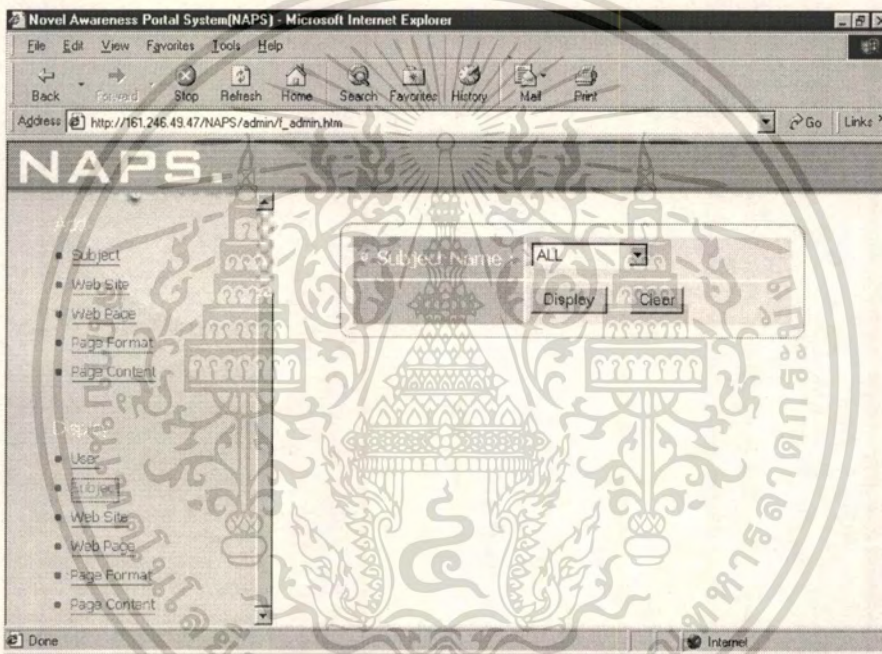 Novel Awareness Portal System(NAPS) - Microsoft Internet Explorer
File Edit View Favorites Tools Help
Back Forward Stop Refresh Home Search Favorites History Mail Print
Address http://161.246.49.47/NAPS/admin/f_admin.htm Go Links
NAPS.
Add
Subject
Web Site
Web Page
Page Format
Page Content
Display
User
Subject
Web Site
Web Page
Page Format
Page Content
Subject Name : ALL
Display Clear
Done Internet